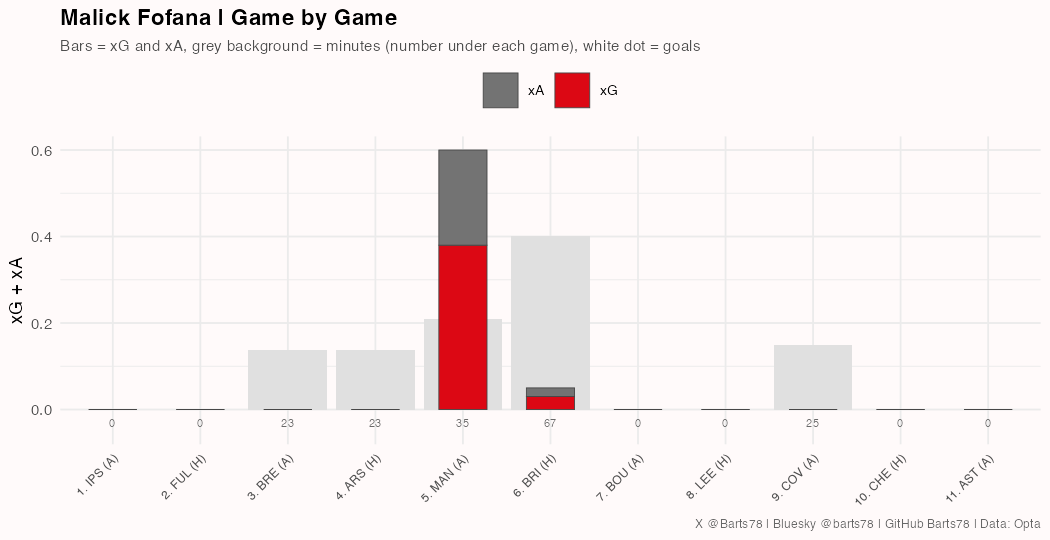 Malick Fofana | Game by Game
Bars = xG and xA, grey background = minutes (number under each game), white dot = goals
xA xG
xG + xA
0.6
0.4
0.2
0.0
0 0 23 23 35 67 0 0 25 0 0
1. IPS (A) 2. FUL (H) 3. BRE (A) 4. ARS (H) 5. MAN (A) 6. BRI (H) 7. BOU (A) 8. LEE (H) 9. COV (A) 10. CHE (H) 11. AST (A)
X @Barts78 | Bluesky @barts78 | GitHub Barts78 | Data: Opta